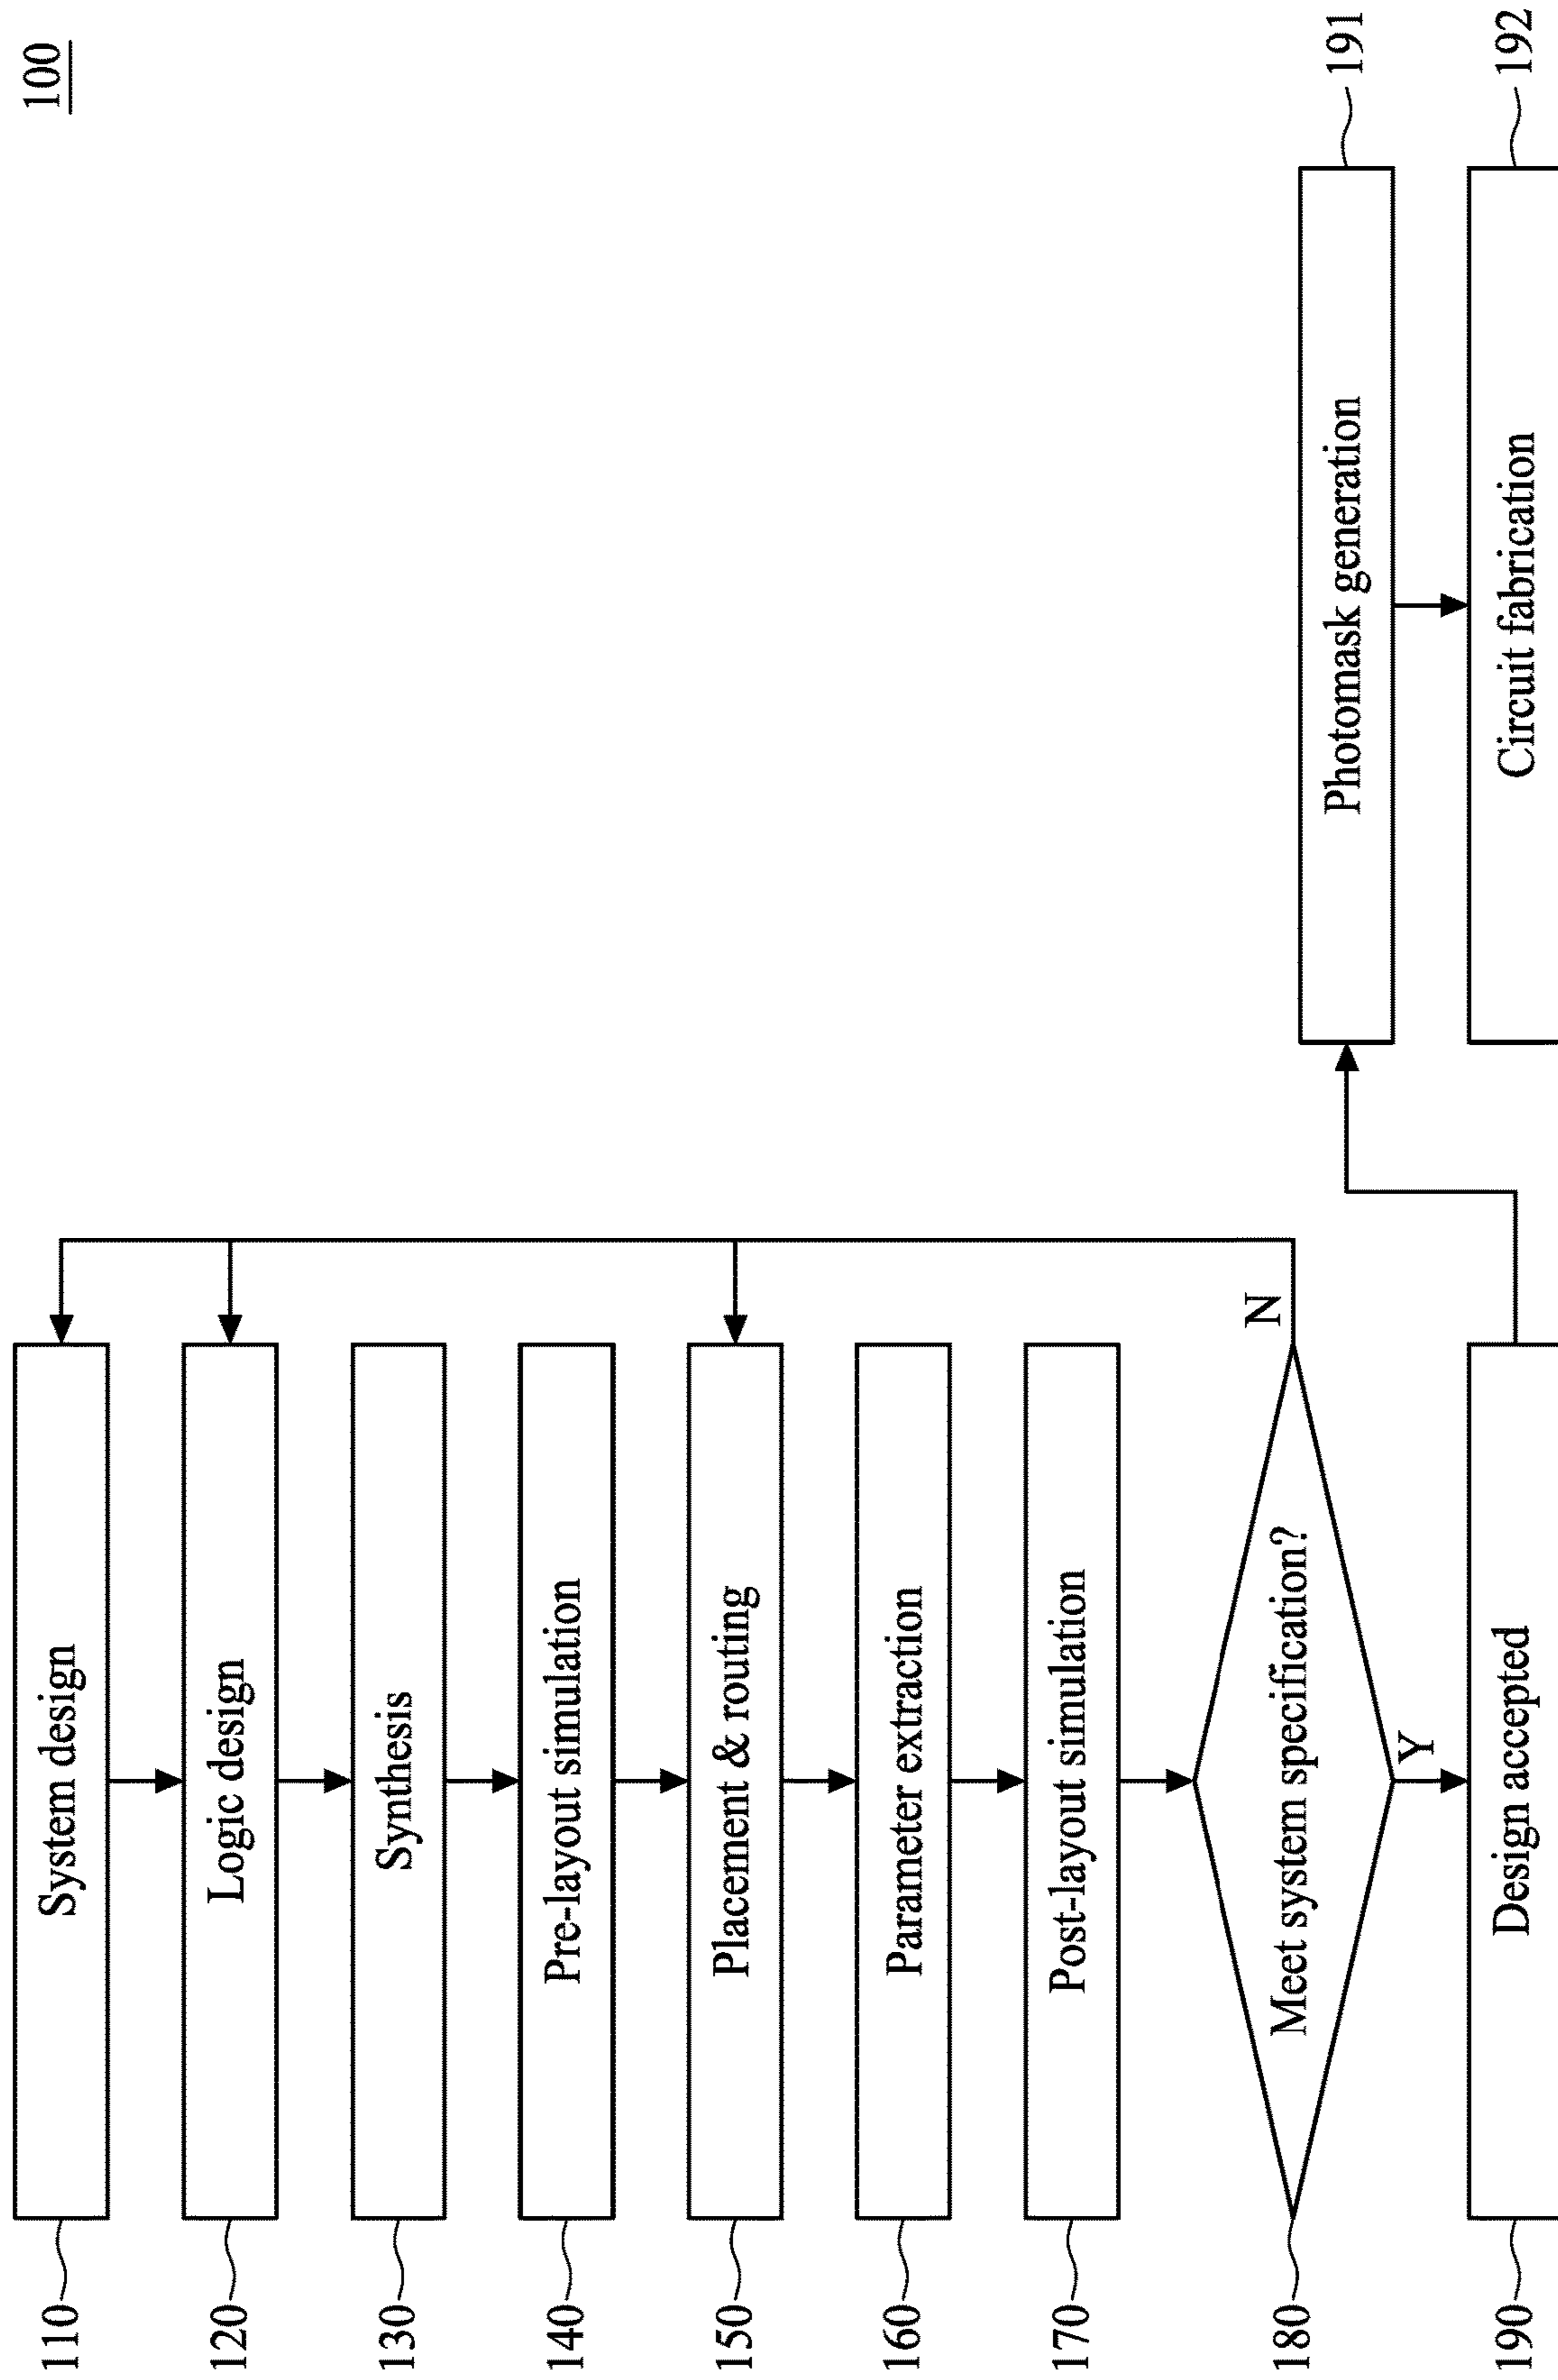 100
110
System design
120
Logic design
130
Synthesis
140
Pre-layout simulation
150
Placement & routing
160
Parameter extraction
170
Post-layout simulation
180
Meet system specification?
N
Y
190
Design accepted
Photomask generation
191
Circuit fabrication
192